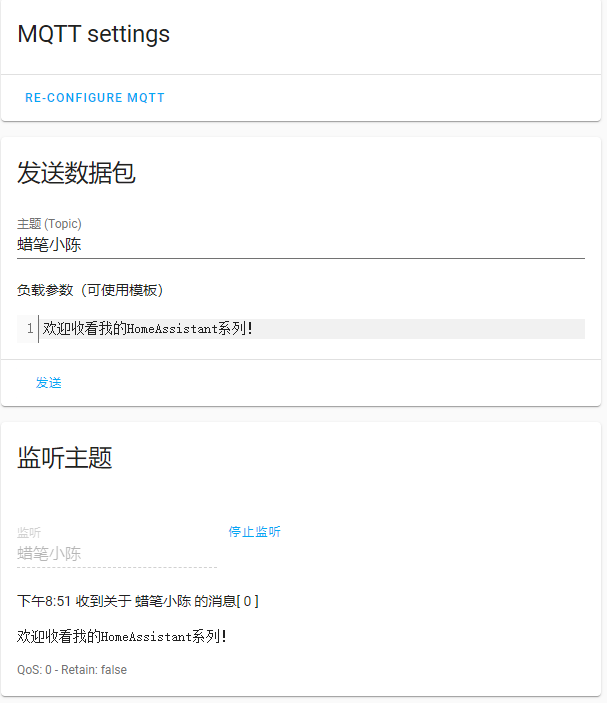 MQTT settings
RE-CONFIGURE MQTT
发送数据包
主题 (Topic)
蜡笔小陈
负载参数（可使用模板）
1 欢迎收看我的HomeAssistant系列!
发送
监听主题
监听
停止监听
蜡笔小陈
下午8:51 收到关于 蜡笔小陈 的消息[ 0 ]
欢迎收看我的HomeAssistant系列!
QoS: 0 - Retain: false